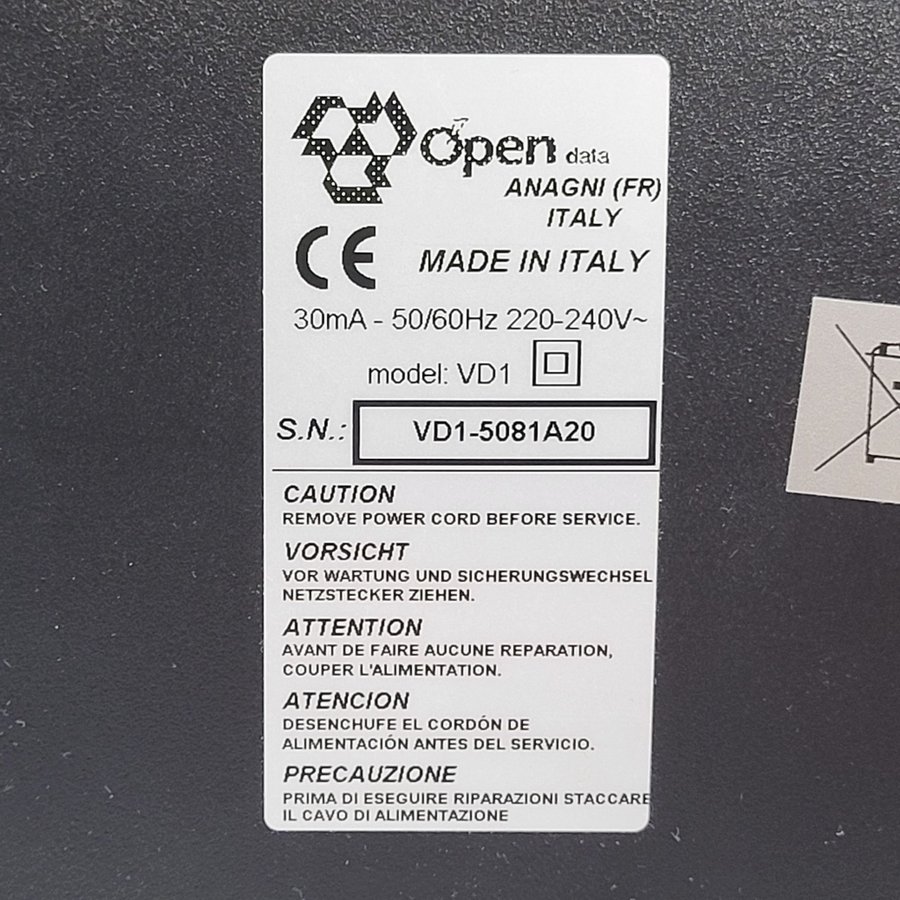 Open data
ANAGNI (FR)
ITALY
CE MADE IN ITALY
30mA - 50/60Hz 220-240V~
model: VD1
S.N.: VD1-5081A20
CAUTION
REMOVE POWER CORD BEFORE SERVICE.
VORSICHT
VOR WARTUNG UND SICHERUNGSWECHSEL
NETZSTECKER ZIEHEN.
ATTENTION
AVANT DE FAIRE AUCUNE REPARATION,
COUPER L'ALIMENTATION.
ATENCION
DESENCHUFE EL CORDÓN DE
ALIMENTACIÓN ANTES DEL SERVICIO.
PRECAUZIONE
PRIMA DI ESEGUIRE RIPARAZIONI STACCARE
IL CAVO DI ALIMENTAZIONE